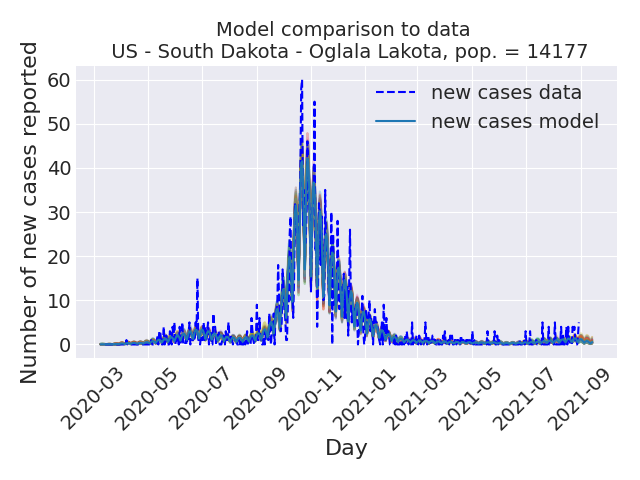 Model comparison to data
US - South Dakota - Oglala Lakota, pop. = 14177
Number of new cases reported
60
50
40
30
20
10
0
new cases data
new cases model
2020-03
2020-05
2020-07
2020-09
2020-11
2021-01
2021-03
2021-05
2021-07
2021-09
Day